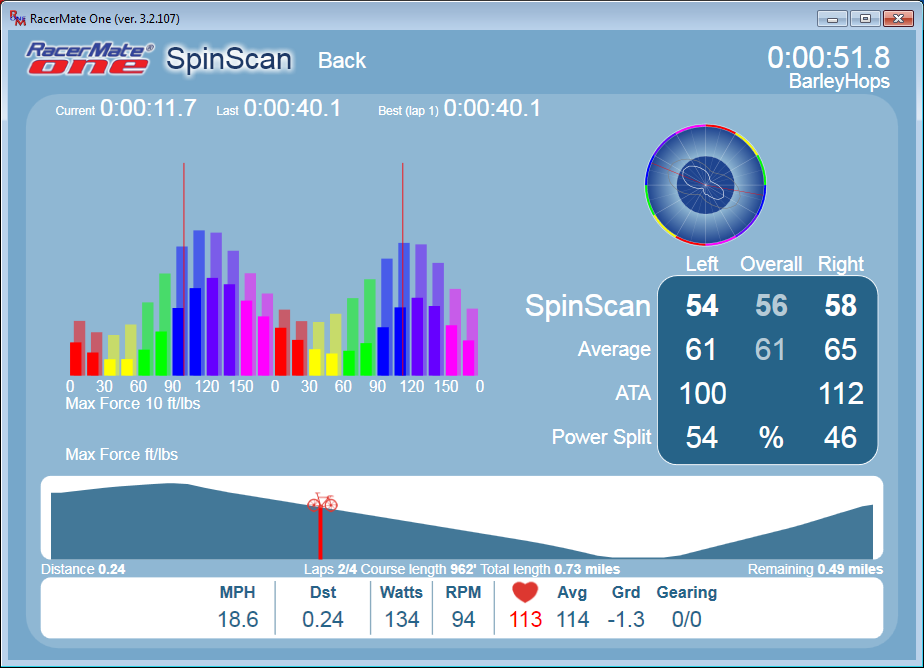 RacerMate One (ver. 3.2.107)
RacerMate® one SpinScan Back 0:00:51.8
BarleyHops
Current 0:00:11.7 Last 0:00:40.1 Best (lap 1) 0:00:40.1
Left Overall Right
SpinScan 54 56 58
Average 61 61 65
ATA 100 112
Power Split 54 % 46
0 30 60 90 120 150 0 30 60 90 120 150 0
Max Force 10 ft/lbs
Max Force ft/lbs
Distance 0.24 Laps 2/4 Course length 962' Total length 0.73 miles Remaining 0.49 miles
MPH Dst Watts RPM Avg Grd Gearing
18.6 0.24 134 94 113 114 -1.3 0/0